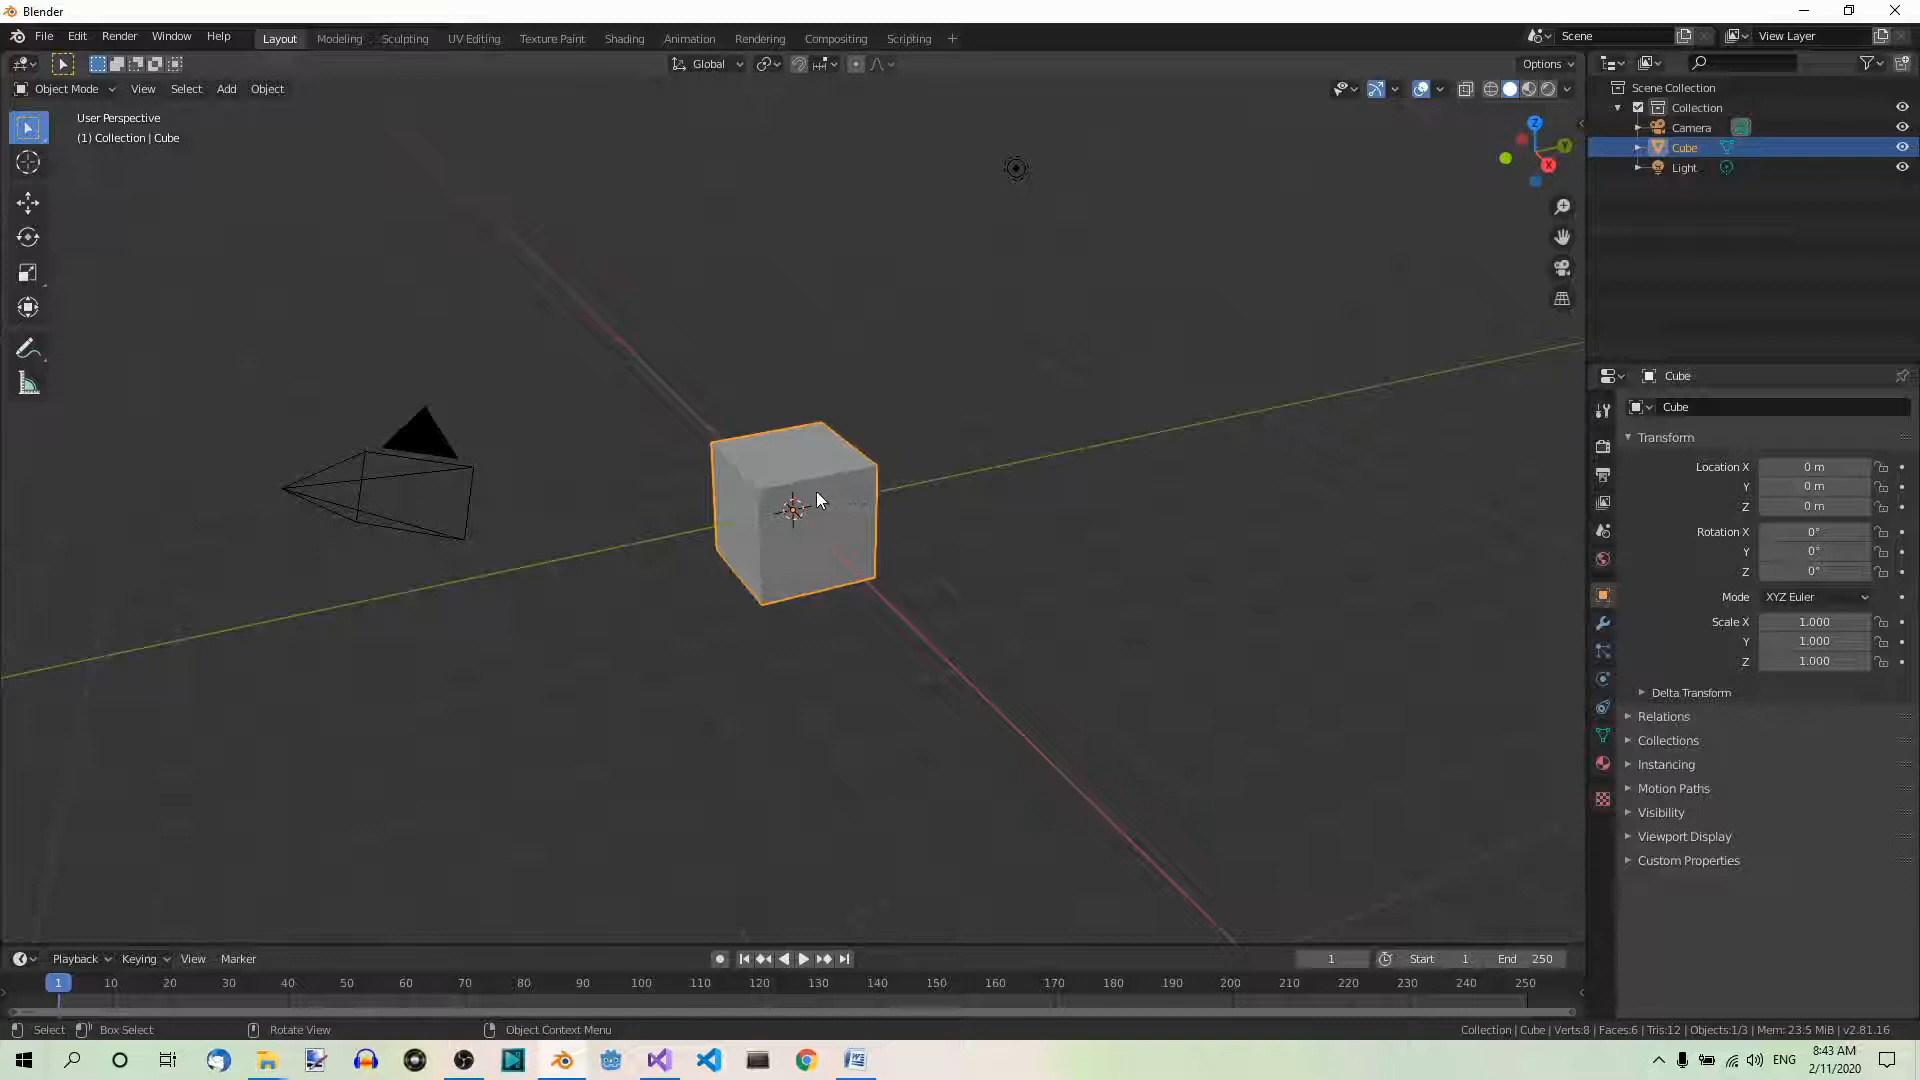 Blender
File Edit Render Window Help
Layout Modeling Sculpting UV Editing Texture Paint Shading Animation Rendering Compositing Scripting +
Scene
View Layer
Global
Options
Object Mode View Select Add Object
User Perspective
(1) Collection | Cube
Z
Y
X
Scene Collection
Collection
Camera
Cube
Light
Cube
Cube
Transform
Location X 0 m
Y 0 m
Z 0 m
Rotation X 0°
Y 0°
Z 0°
Mode XYZ Euler
Scale X 1.000
Y 1.000
Z 1.000
Delta Transform
Relations
Collections
Instancing
Motion Paths
Visibility
Viewport Display
Custom Properties
Playback Keying View Marker
1 Start 1 End 250
1 10 20 30 40 50 60 70 80 90 100 110 120 130 140 150 160 170 180 190 200 210 220 230 240 250
Select Box Select Rotate View Object Context Menu
Collection | Cube | Verts:8 | Faces:6 | Tris:12 | Objects:1/3 | Mem: 23.5 MiB | v2.81.16
ENG
8:43 AM
2/11/2020